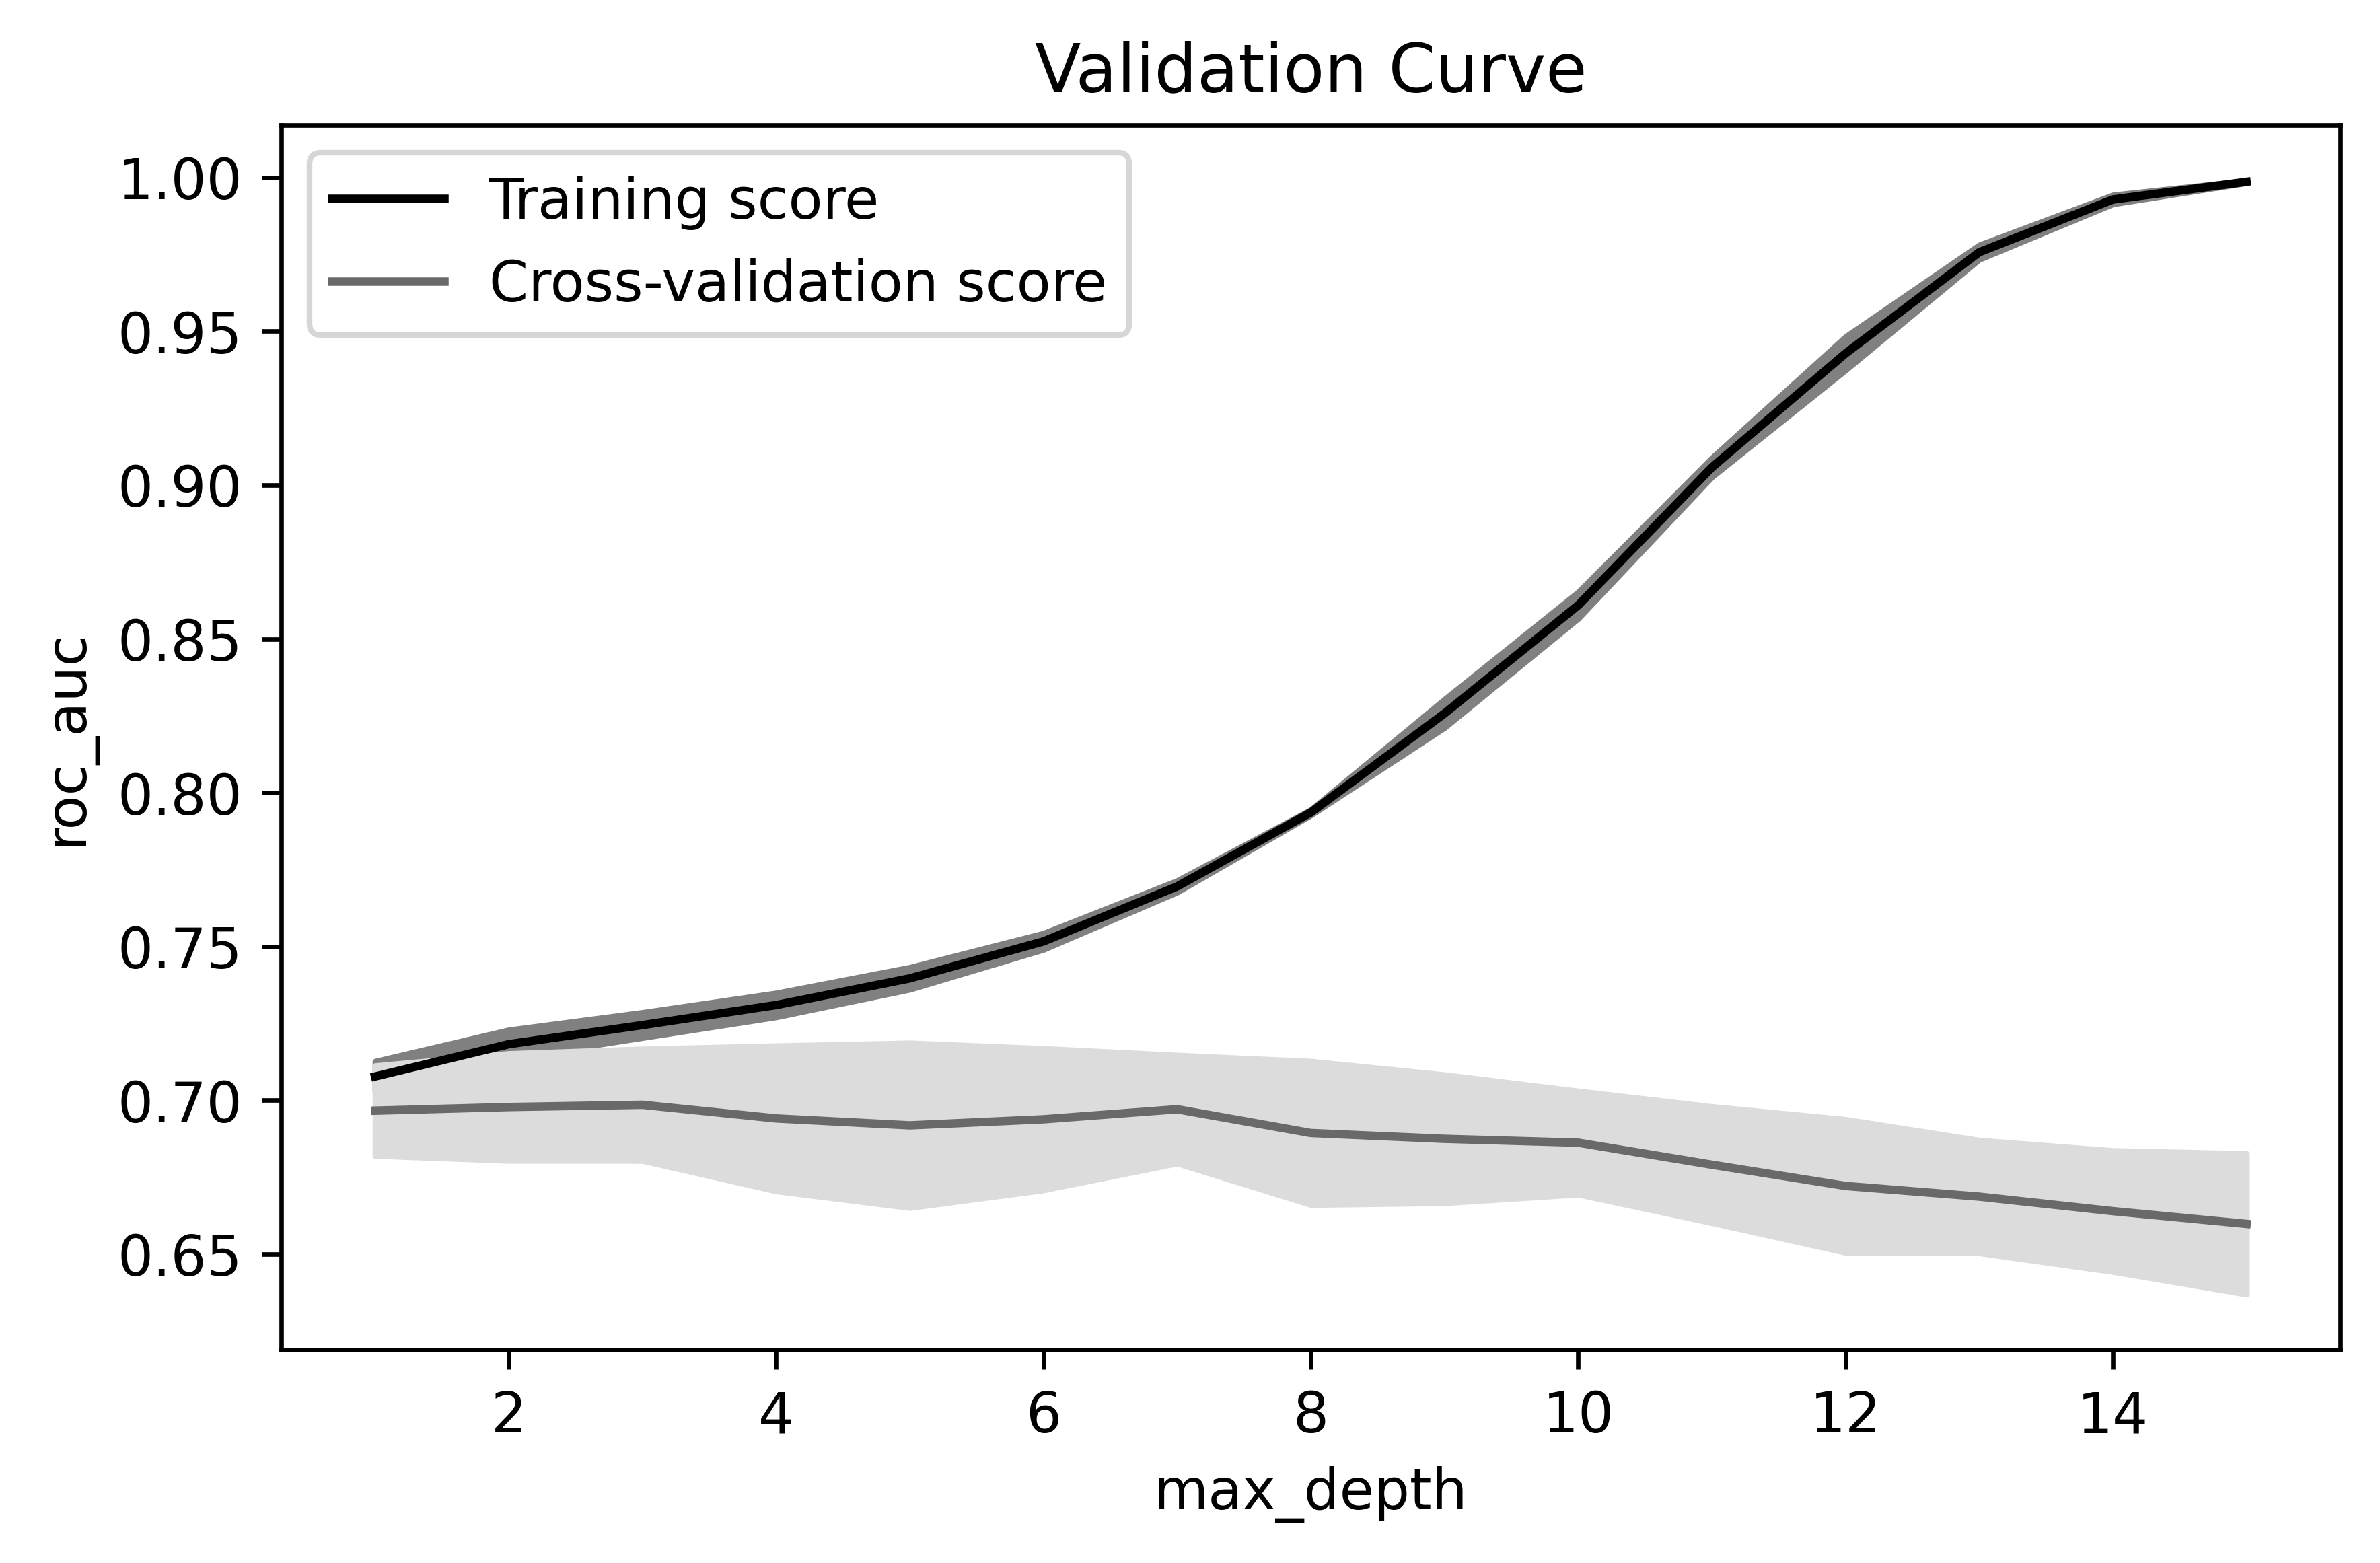 Validation Curve
Training score
Cross-validation score
1.00
0.95
0.90
0.85
0.80
0.75
0.70
0.65
roc_auc
2 4 6 8 10 12 14
max_depth